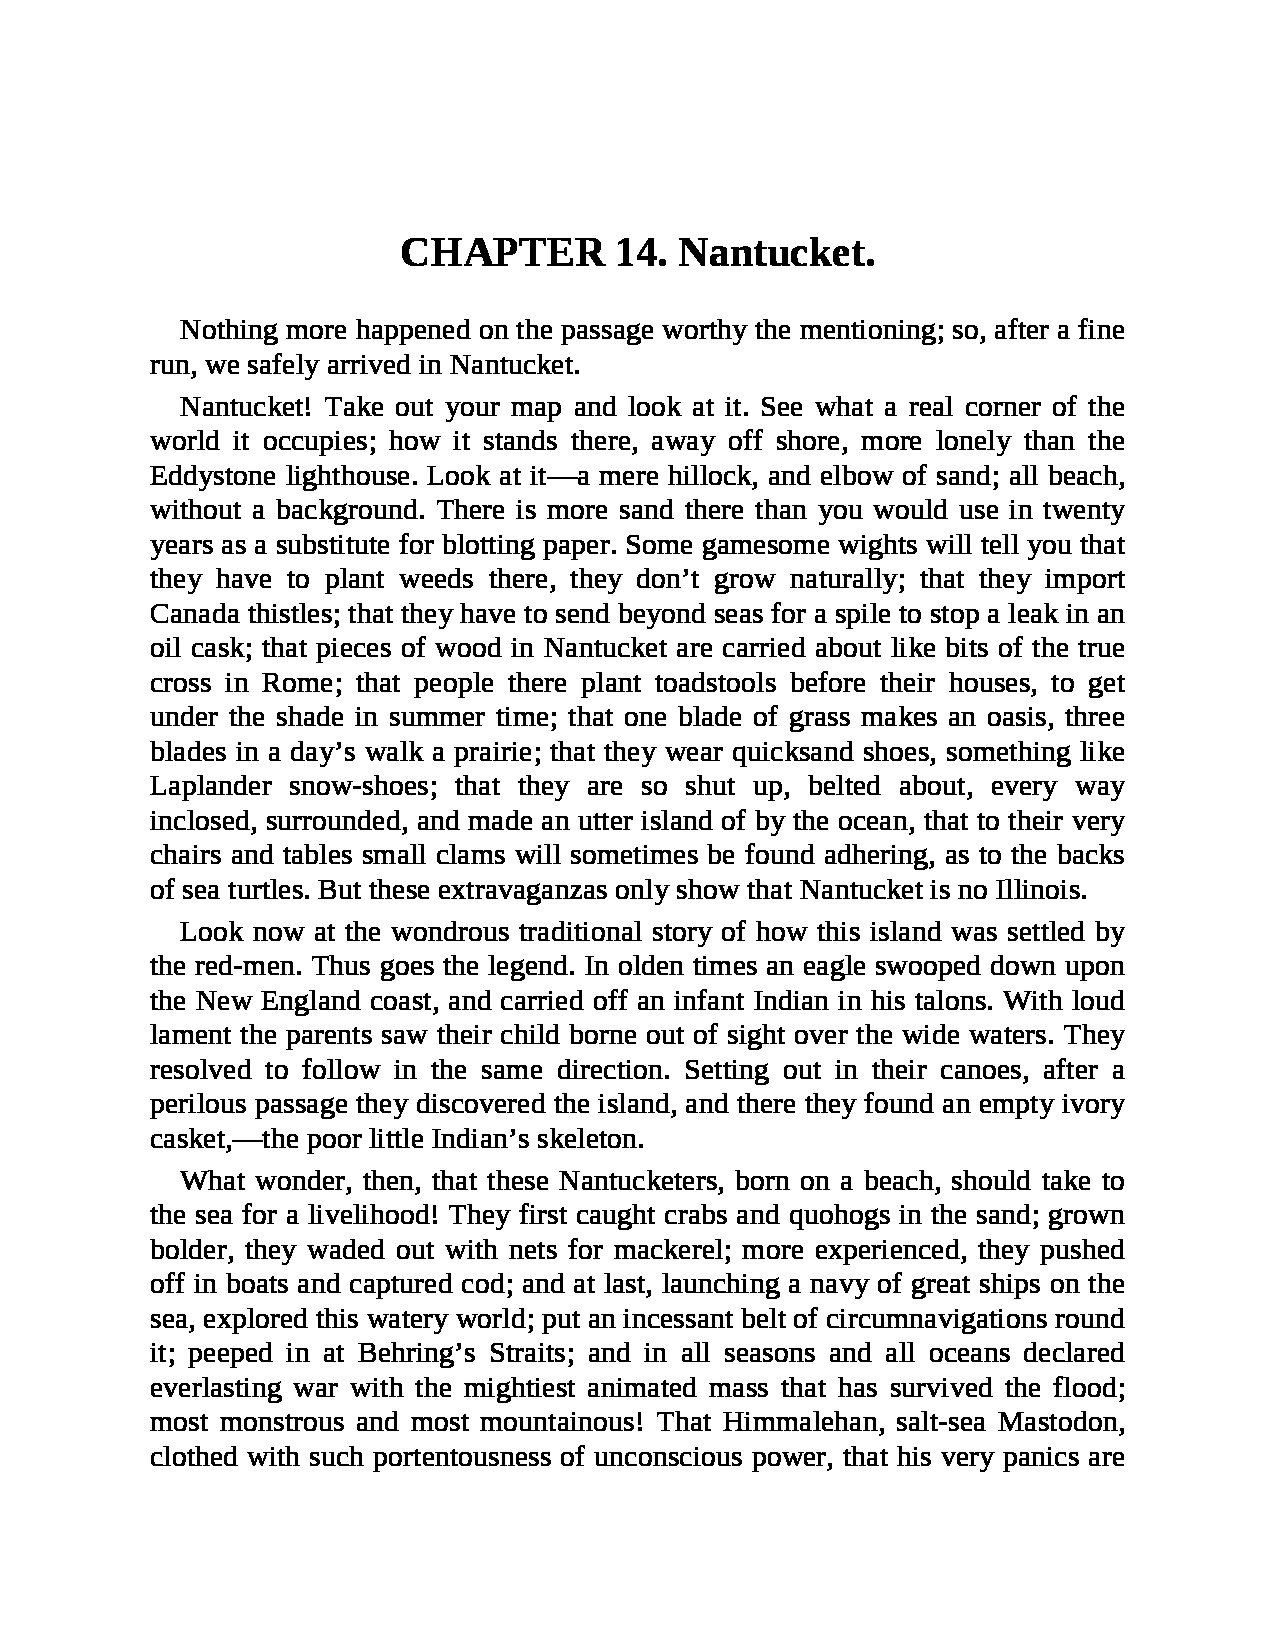 CHAPTER 14. Nantucket.
Nothing more happened on the passage worthy the mentioning; so, after a fine
run, we safely arrived in Nantucket.
Nantucket! Take out your map and look at it. See what a real corner of the
world it occupies; how it stands there, away off shore, more lonely than the
Eddystone lighthouse. Look at it—a mere hillock, and elbow of sand; all beach,
without a background. There is more sand there than you would use in twenty
years as a substitute for blotting paper. Some gamesome wights will tell you that
they have to plant weeds there, they don’t grow naturally; that they import
Canada thistles; that they have to send beyond seas for a spile to stop a leak in an
oil cask; that pieces of wood in Nantucket are carried about like bits of the true
cross in Rome; that people there plant toadstools before their houses, to get
under the shade in summer time; that one blade of grass makes an oasis, three
blades in a day’s walk a prairie; that they wear quicksand shoes, something like
Laplander snow-shoes; that they are so shut up, belted about, every way
inclosed, surrounded, and made an utter island of by the ocean, that to their very
chairs and tables small clams will sometimes be found adhering, as to the backs
of sea turtles. But these extravaganzas only show that Nantucket is no Illinois.
Look now at the wondrous traditional story of how this island was settled by
the red-men. Thus goes the legend. In olden times an eagle swooped down upon
the New England coast, and carried off an infant Indian in his talons. With loud
lament the parents saw their child borne out of sight over the wide waters. They
resolved to follow in the same direction. Setting out in their canoes, after a
perilous passage they discovered the island, and there they found an empty ivory
casket,—the poor little Indian’s skeleton.
What wonder, then, that these Nantucketers, born on a beach, should take to
the sea for a livelihood! They first caught crabs and quohogs in the sand; grown
bolder, they waded out with nets for mackerel; more experienced, they pushed
off in boats and captured cod; and at last, launching a navy of great ships on the
sea, explored this watery world; put an incessant belt of circumnavigations round
it; peeped in at Behring’s Straits; and in all seasons and all oceans declared
everlasting war with the mightiest animated mass that has survived the flood;
most monstrous and most mountainous! That Himmalehan, salt-sea Mastodon,
clothed with such portentousness of unconscious power, that his very panics are